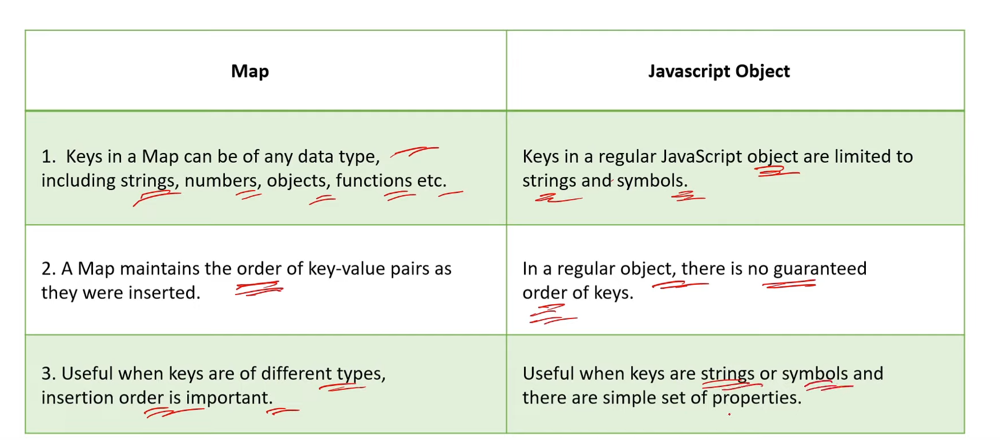 Map
Javascript Object
1. Keys in a Map can be of any data type,
including strings, numbers, objects, functions etc.
Keys in a regular JavaScript object are limited to
strings and symbols.
2. A Map maintains the order of key-value pairs as
they were inserted.
In a regular object, there is no guaranteed
order of keys.
3. Useful when keys are of different types,
insertion order is important.
Useful when keys are strings or symbols and
there are simple set of properties.